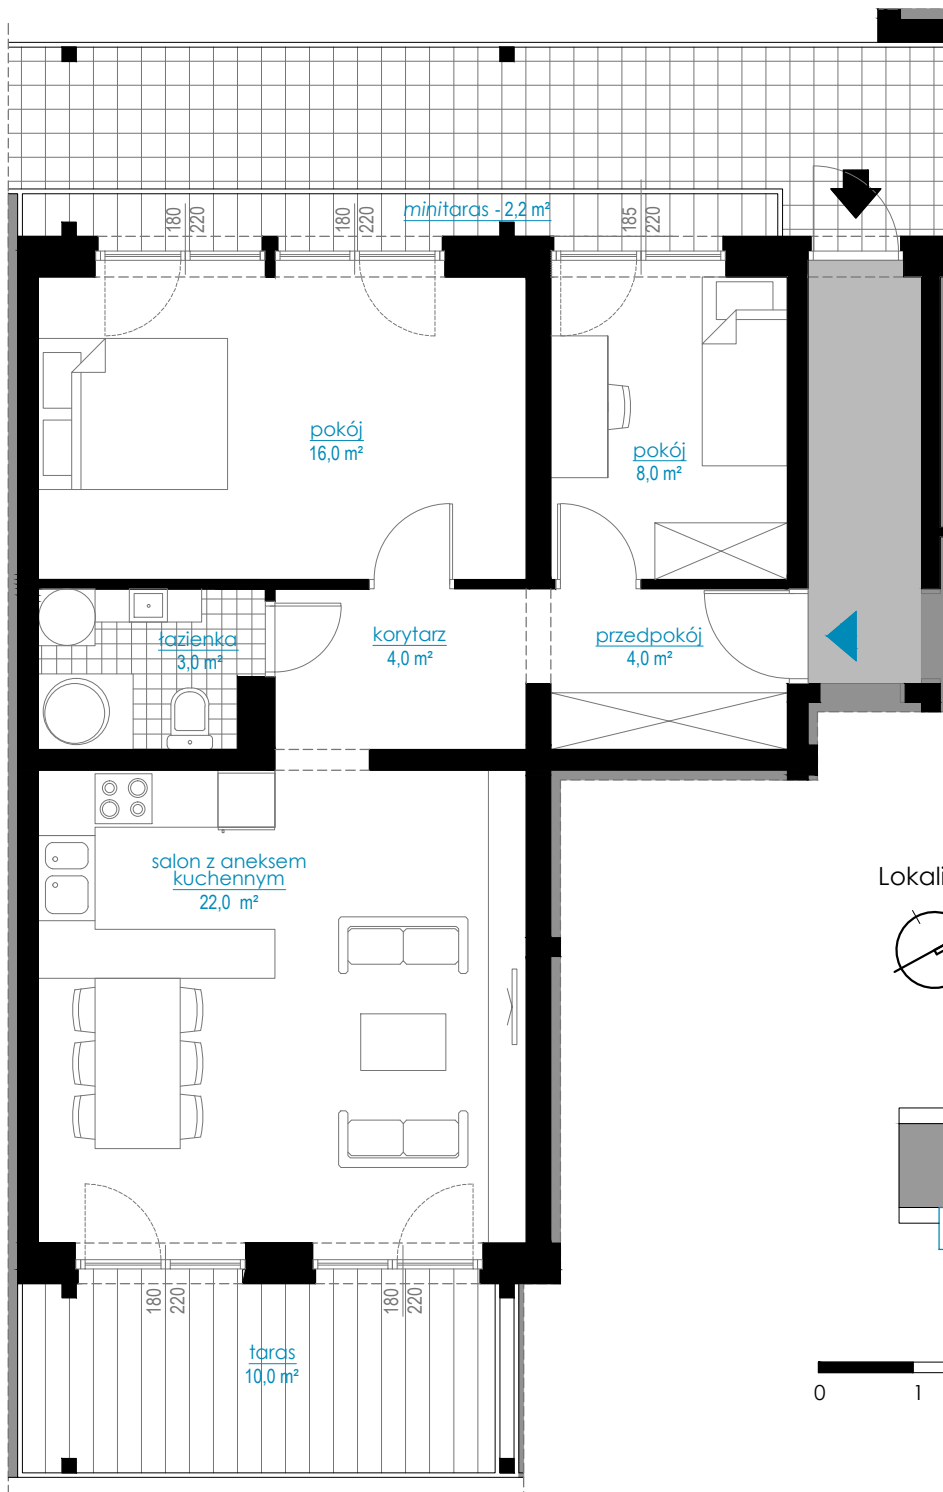 minitaras - 2,2 m²
180
220
180
220
185
220
pokój
16,0 m²
pokój
8,0 m²
łazienka
3,0 m²
korytarz
4,0 m²
przedpokój
4,0 m²
salon z aneksem
kuchennym
22,0 m²
Lokali
180
220
180
220
taras
10,0 m²
0 1